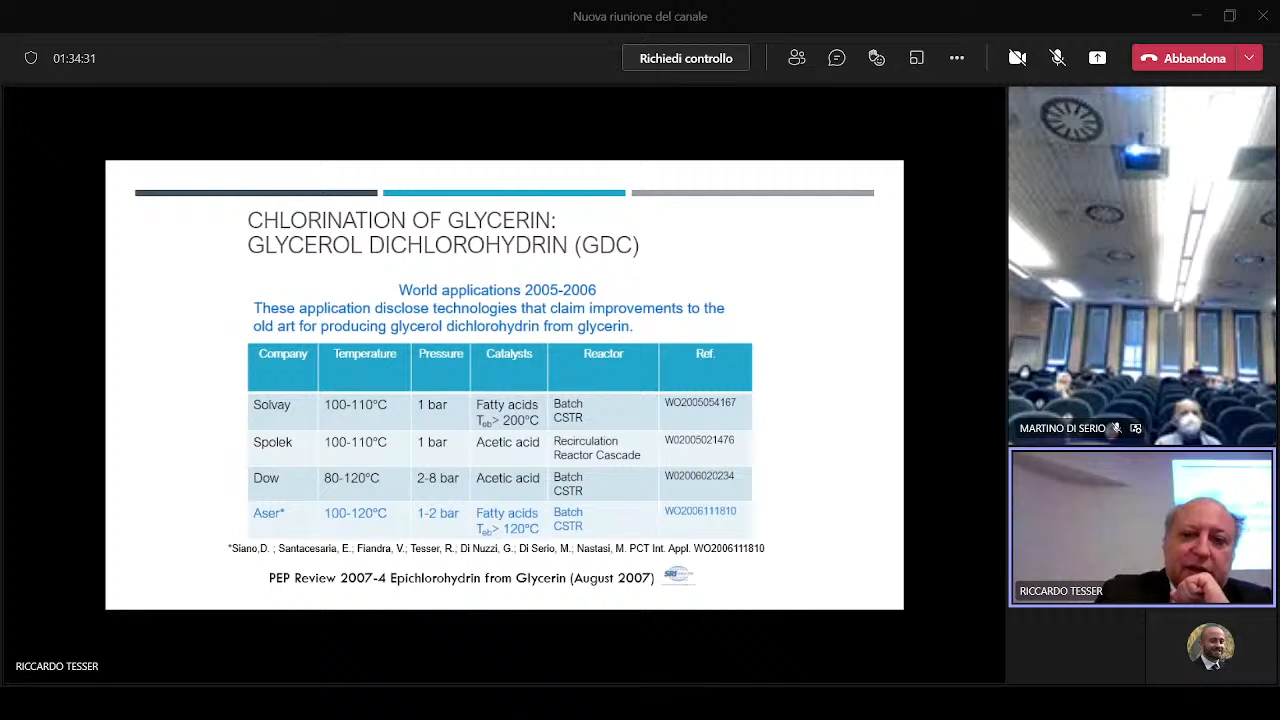 Nuova riunione del canale
01:34:31
Richiedi controllo
Abbandona
CHLORINATION OF GLYCERIN:
GLYCEROL DICHLOROHYDRIN (GDC)
World applications 2005-2006
These application disclose technologies that claim improvements to the
old art for producing glycerol dichlorohydrin from glycerin.
Company Temperature Pressure Catalysts Reactor Ref.
Solvay 100-110°C 1 bar Fatty acids Batch WO2005054167
Teb> 200°C CSTR
Spolek 100-110°C 1 bar Acetic acid Recirculation W02005021476
Reactor Cascade
Dow 80-120°C 2-8 bar Acetic acid Batch W02006020234
CSTR
Aser* 100-120°C 1-2 bar Fatty acids Batch WO2006111810
Teb> 120°C CSTR
*Siano,D. ; Santacesaria, E.; Fiandra, V.; Tesser, R.; Di Nuzzi, G.; Di Serio, M.; Nastasi, M. PCT Int. Appl. WO2006111810
PEP Review 2007-4 Epichlorohydrin from Glycerin (August 2007)
MARTINO DI SERIO
RICCARDO TESSER
RICCARDO TESSER